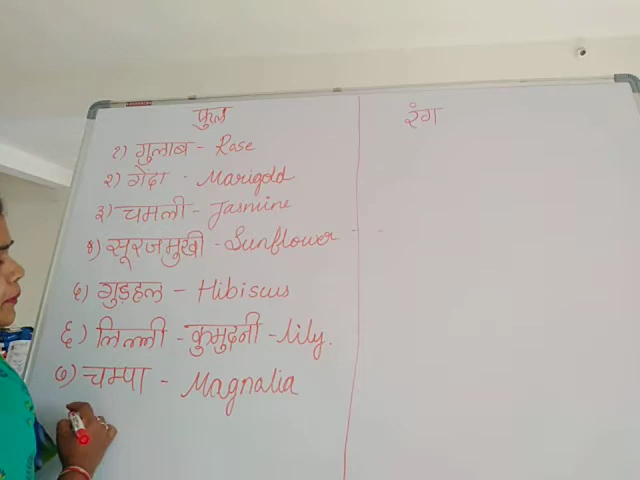 फुल
१) गुलाब - Rose
२) गेंदा - Marigold
३) चमली - Jasmine
४) सूरजमुखी - Sunflower
५) गुड़हल - Hibiscus
६) लिल्ली - कुमुदनी - lily.
७) चम्पा - Magnalia
रंग